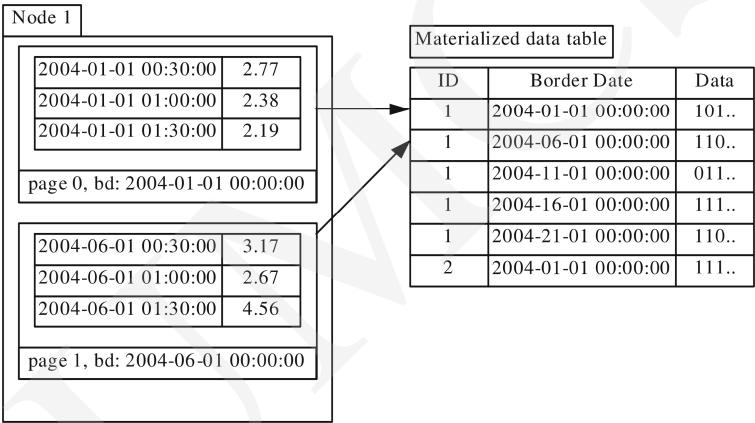 Node 1
2004-01-01 00:30:00 2.77
2004-01-01 01:00:00 2.38
2004-01-01 01:30:00 2.19
page 0, bd: 2004-01-01 00:00:00
2004-06-01 00:30:00 3.17
2004-06-01 01:00:00 2.67
2004-06-01 01:30:00 4.56
page 1, bd: 2004-06-01 00:00:00
Materialized data table
ID Border Date Data
1 2004-01-01 00:00:00 101..
1 2004-06-01 00:00:00 110..
1 2004-11-01 00:00:00 011..
1 2004-16-01 00:00:00 111..
1 2004-21-01 00:00:00 110..
2 2004-01-01 00:00:00 111..